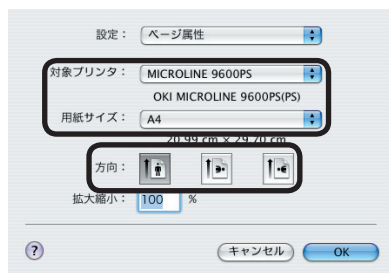 設定： ページ属性
対象プリンタ： MICROLINE 9600PS
OKI MICROLINE 9600PS(PS)
用紙サイズ： A4
20.99 cm × 29.70 cm
方向：
拡大縮小： 100 %
? キャンセル OK